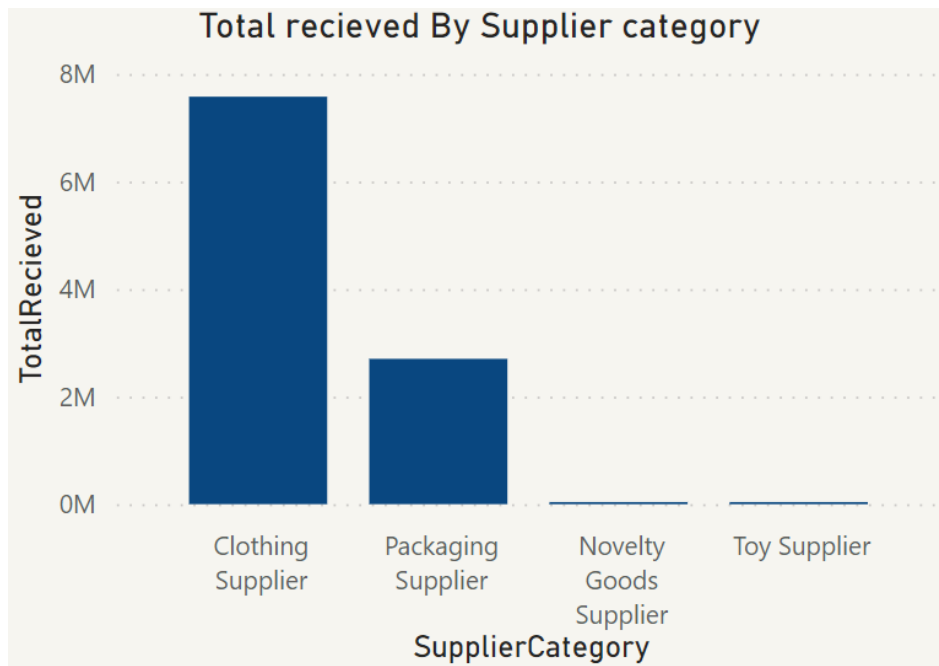 Total recieved By Supplier category
8M
6M
4M
2M
0M
TotalRecieved
Clothing
Supplier
Packaging
Supplier
Novelty
Goods
Supplier
Toy Supplier
SupplierCategory